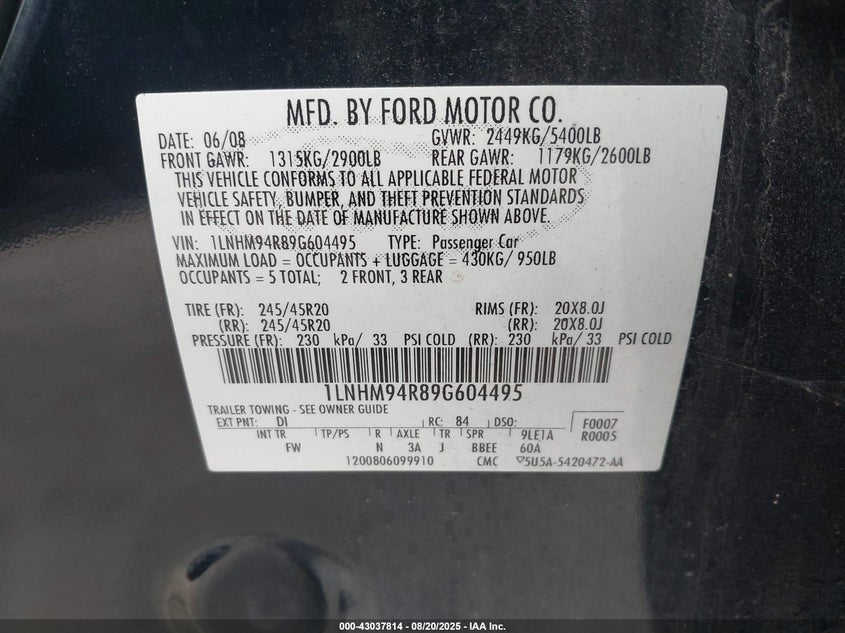 MFD. BY FORD MOTOR CO.
DATE: 06/08 GVWR: 2449KG/5400LB
FRONT GAWR: 1315KG/2900LB REAR GAWR: 1179KG/2600LB
THIS VEHICLE CONFORMS TO ALL APPLICABLE FEDERAL MOTOR
VEHICLE SAFETY, BUMPER, AND THEFT PREVENTION STANDARDS
IN EFFECT ON THE DATE OF MANUFACTURE SHOWN ABOVE.
VIN: 1LNHM94R89G604495 TYPE: Passenger Car
MAXIMUM LOAD = OCCUPANTS + LUGGAGE = 430KG/ 950LB
OCCUPANTS = 5 TOTAL; 2 FRONT, 3 REAR
TIRE (FR): 245/45R20 RIMS (FR): 20X8.0J
(RR): 245/45R20 (RR): 20X8.0J
PRESSURE (FR): 230 kPa/ 33 PSI COLD (RR): 230 kPa/ 33 PSI COLD
1LNHM94R89G604495
TRAILER TOWING - SEE OWNER GUIDE
EXT PNT: DI RC: 84 DSO: F0007
INT TR TP/PS R AXLE TR SPR 9LE1A R0005
FW N 3A J BBEE 60A
1200806099910 CMC ▽5U5A-5420472-AA
000-43037814 - 08/20/2025 - IAA Inc.